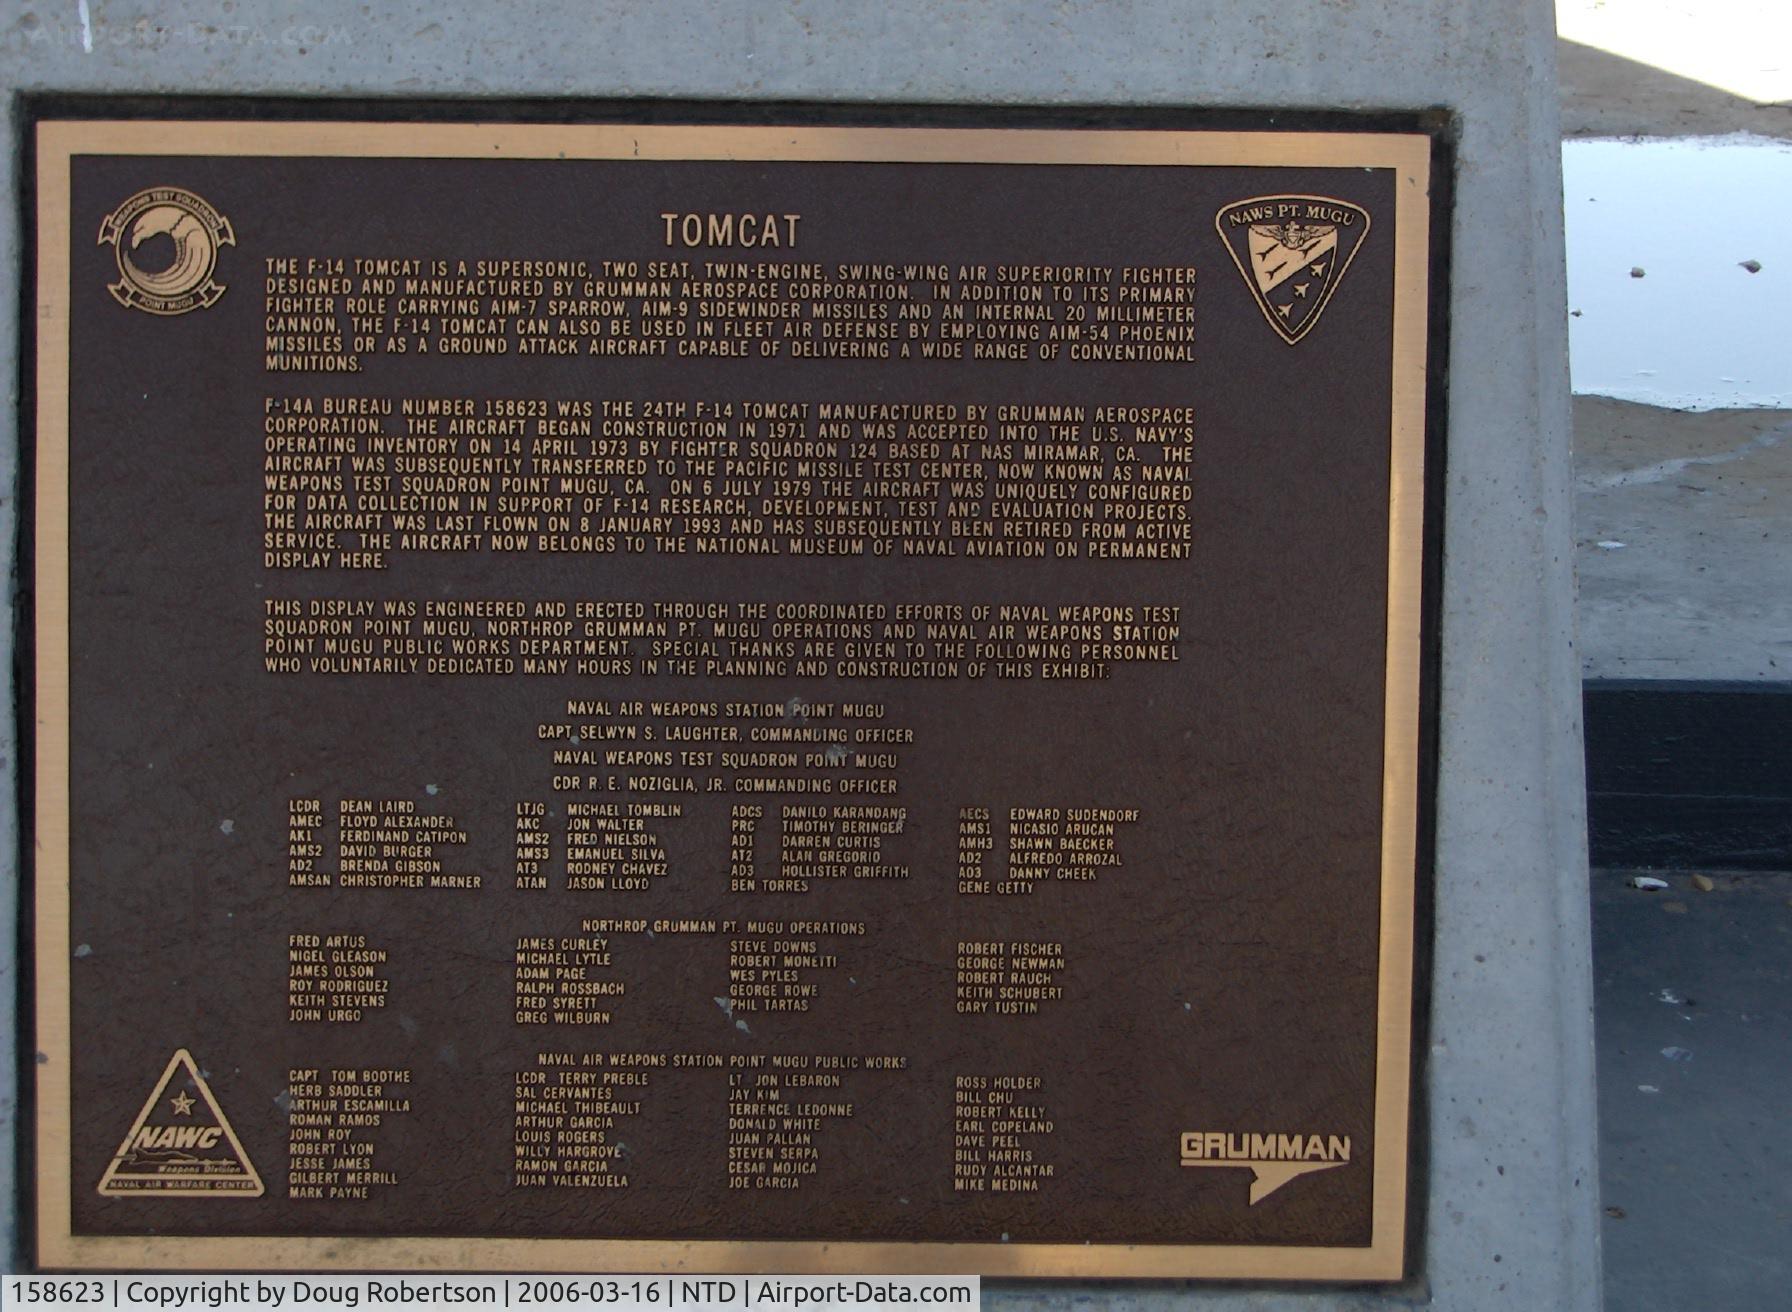 AIRPORT-DATA.COM
WEAPONS TEST SQUADRON
POINT MUGU
NAWS PT. MUGU
TOMCAT
THE F-14 TOMCAT IS A SUPERSONIC, TWO SEAT, TWIN-ENGINE, SWING-WING AIR SUPERIORITY FIGHTER
DESIGNED AND MANUFACTURED BY GRUMMAN AEROSPACE CORPORATION. IN ADDITION TO ITS PRIMARY
FIGHTER ROLE CARRYING AIM-7 SPARROW, AIM-9 SIDEWINDER MISSILES AND AN INTERNAL 20 MILLIMETER
CANNON, THE F-14 TOMCAT CAN ALSO BE USED IN FLEET AIR DEFENSE BY EMPLOYING AIM-54 PHOENIX
MISSILES OR AS A GROUND ATTACK AIRCRAFT CAPABLE OF DELIVERING A WIDE RANGE OF CONVENTIONAL
MUNITIONS.
F-14A BUREAU NUMBER 158623 WAS THE 24TH F-14 TOMCAT MANUFACTURED BY GRUMMAN AEROSPACE
CORPORATION. THE AIRCRAFT BEGAN CONSTRUCTION IN 1971 AND WAS ACCEPTED INTO THE U.S. NAVY'S
OPERATING INVENTORY ON 14 APRIL 1973 BY FIGHTER SQUADRON 124 BASED AT NAS MIRAMAR, CA. THE
AIRCRAFT WAS SUBSEQUENTLY TRANSFERRED TO THE PACIFIC MISSILE TEST CENTER, NOW KNOWN AS NAVAL
WEAPONS TEST SQUADRON POINT MUGU, CA. ON 6 JULY 1979 THE AIRCRAFT WAS UNIQUELY CONFIGURED
FOR DATA COLLECTION IN SUPPORT OF F-14 RESEARCH, DEVELOPMENT, TEST AND EVALUATION PROJECTS.
THE AIRCRAFT WAS LAST FLOWN ON 8 JANUARY 1993 AND HAS SUBSEQUENTLY BEEN RETIRED FROM ACTIVE
SERVICE. THE AIRCRAFT NOW BELONGS TO THE NATIONAL MUSEUM OF NAVAL AVIATION ON PERMANENT
DISPLAY HERE.
THIS DISPLAY WAS ENGINEERED AND ERECTED THROUGH THE COORDINATED EFFORTS OF NAVAL WEAPONS TEST
SQUADRON POINT MUGU, NORTHROP GRUMMAN PT. MUGU OPERATIONS AND NAVAL AIR WEAPONS STATION
POINT MUGU PUBLIC WORKS DEPARTMENT. SPECIAL THANKS ARE GIVEN TO THE FOLLOWING PERSONNEL
WHO VOLUNTARILY DEDICATED MANY HOURS IN THE PLANNING AND CONSTRUCTION OF THIS EXHIBIT:
NAVAL AIR WEAPONS STATION POINT MUGU
CAPT SELWYN S. LAUGHTER, COMMANDING OFFICER
NAVAL WEAPONS TEST SQUADRON POINT MUGU
CDR R. E. NOZIGLIA, JR. COMMANDING OFFICER
LCDR DEAN LAIRD LTJG MICHAEL TOMBLIN ADCS DANILO KARANDANG AECS EDWARD SUDENDORF
AMEC FLOYD ALEXANDER AKC JON WALTER PRC TIMOTHY BERINGER AMS1 NICASIO ARUCAN
AK1 FERDINAND CATIPON AMS2 FRED NIELSON AD1 DARREN CURTIS AMH3 SHAWN BAECKER
AMS2 DAVID BURGER AMS3 EMANUEL SILVA AT2 ALAN GREGORIO AD2 ALFREDO ARROZAL
AD2 BRENDA GIBSON AT3 RODNEY CHAVEZ AD3 HOLLISTER GRIFFITH AO3 DANNY CHEEK
AMSAN CHRISTOPHER MARNER ATAN JASON LLOYD BEN TORRES GENE GETTY
NORTHROP GRUMMAN PT. MUGU OPERATIONS
FRED ARTUS JAMES CURLEY STEVE DOWNS ROBERT FISCHER
NIGEL GLEASON MICHAEL LYTLE ROBERT MONETTI GEORGE NEWMAN
JAMES OLSON ADAM PAGE WES PYLES ROBERT RAUCH
ROY RODRIGUEZ RALPH ROSSBACH GEORGE ROWE KEITH SCHUBERT
KEITH STEVENS FRED SYRETT PHIL TARTAS GARY TUSTIN
JOHN URGO GREG WILBURN
NAVAL AIR WEAPONS STATION POINT MUGU PUBLIC WORKS
CAPT TOM BOOTHE LCDR TERRY PREBLE LT JON LEBARON ROSS HOLDER
HERB SADDLER SAL CERVANTES JAY KIM BILL CHU
ARTHUR ESCAMILLA MICHAEL THIBEAULT TERRENCE LEDONNE ROBERT KELLY
ROMAN RAMOS ARTHUR GARCIA DONALD WHITE EARL COPELAND
JOHN ROY LOUIS ROGERS JUAN PALLAN DAVE PEEL
ROBERT LYON WILLY HARGROVE STEVEN SERPA BILL HARRIS
JESSE JAMES RAMON GARCIA CESAR MOJICA RUDY ALCANTAR
GILBERT MERRILL JUAN VALENZUELA JOE GARCIA MIKE MEDINA
MARK PAYNE
NAWC
Weapons Division
NAVAL AIR WARFARE CENTER
GRUMMAN
158623 | Copyright by Doug Robertson | 2006-03-16 | NTD | Airport-Data.com